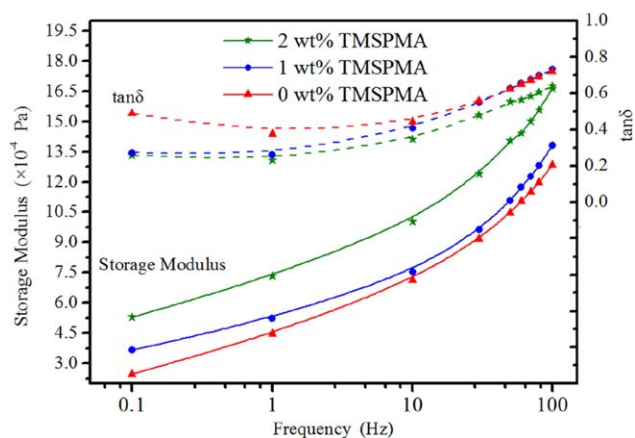 19.5
18.0
16.5
15.0
13.5
12.0
10.5
9.0
7.5
6.0
4.5
3.0
Storage Modulus (×10⁻⁴ Pa)
2 wt% TMSPMA
1 wt% TMSPMA
0 wt% TMSPMA
tanδ
Storage Modulus
1.0
0.8
0.6
0.4
0.2
0.0
tanδ
0.1
1
10
100
Frequency (Hz)